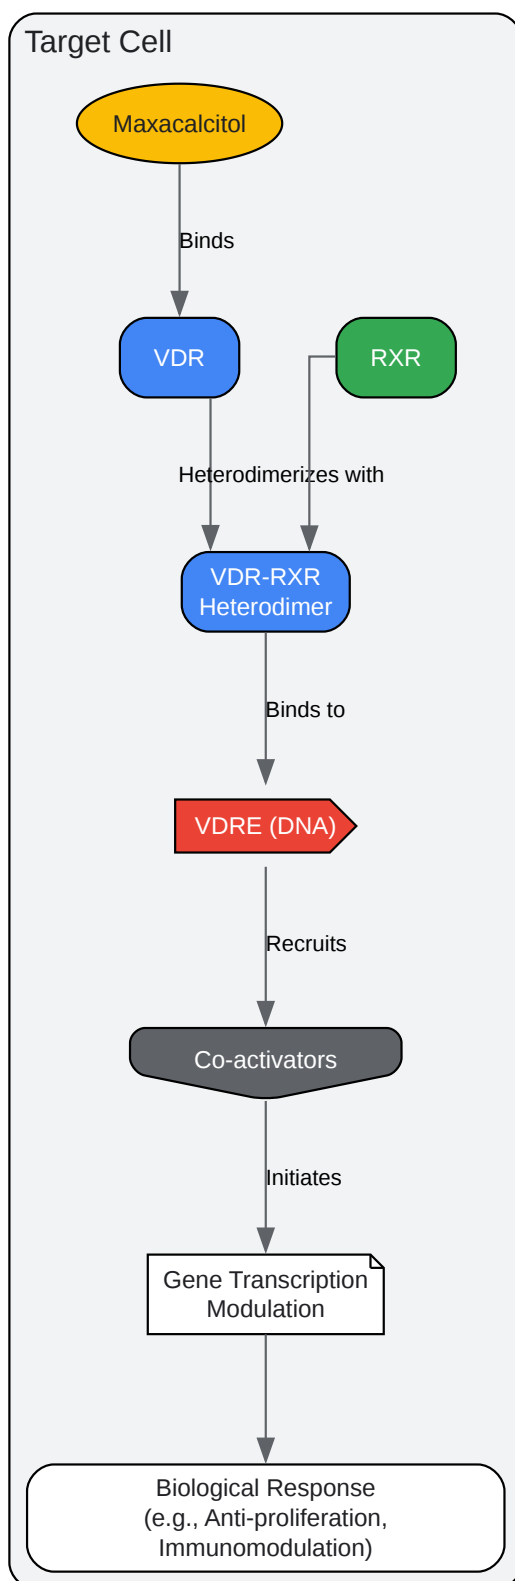 Target Cell
Maxacalcitol
Binds
VDR
RXR
Heterodimerizes with
VDR-RXR
Heterodimer
Binds to
VDRE (DNA)
Recruits
Co-activators
Initiates
Gene Transcription
Modulation
Biological Response
(e.g., Anti-proliferation,
Immunomodulation)